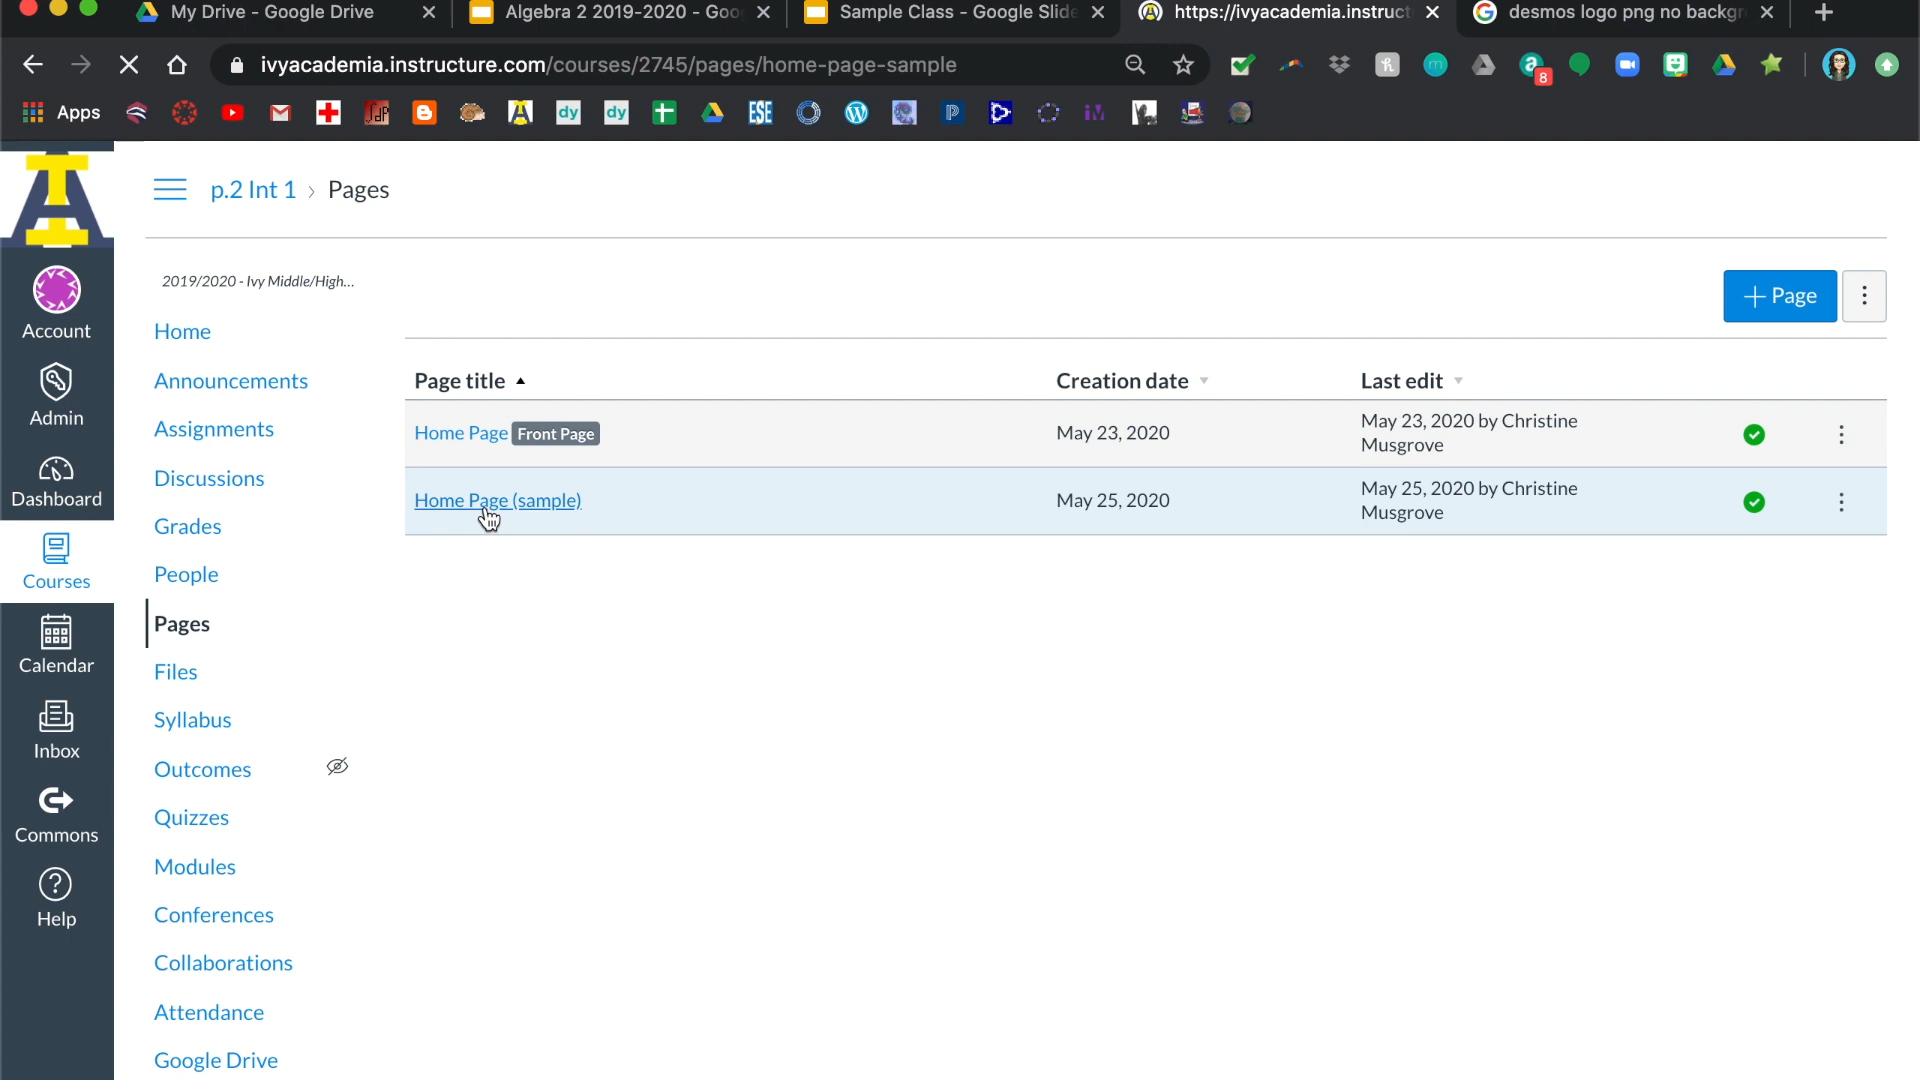 My Drive - Google Drive
Algebra 2 2019-2020 - Goo
Sample Class - Google Slide
https://ivyacademia.instruct
desmos logo png no backgr
ivyacademia.instructure.com/courses/2745/pages/home-page-sample
8
Apps
dy
dy
ESE
p.2 Int 1 › Pages
2019/2020 - Ivy Middle/High...
+ Page
Account
Admin
Dashboard
Courses
Calendar
Inbox
Commons
Help
Home
Announcements
Assignments
Discussions
Grades
People
Pages
Files
Syllabus
Outcomes
Quizzes
Modules
Conferences
Collaborations
Attendance
Google Drive
Page title Creation date Last edit
Home Page Front Page May 23, 2020 May 23, 2020 by Christine
Musgrove
Home Page (sample) May 25, 2020 May 25, 2020 by Christine
Musgrove